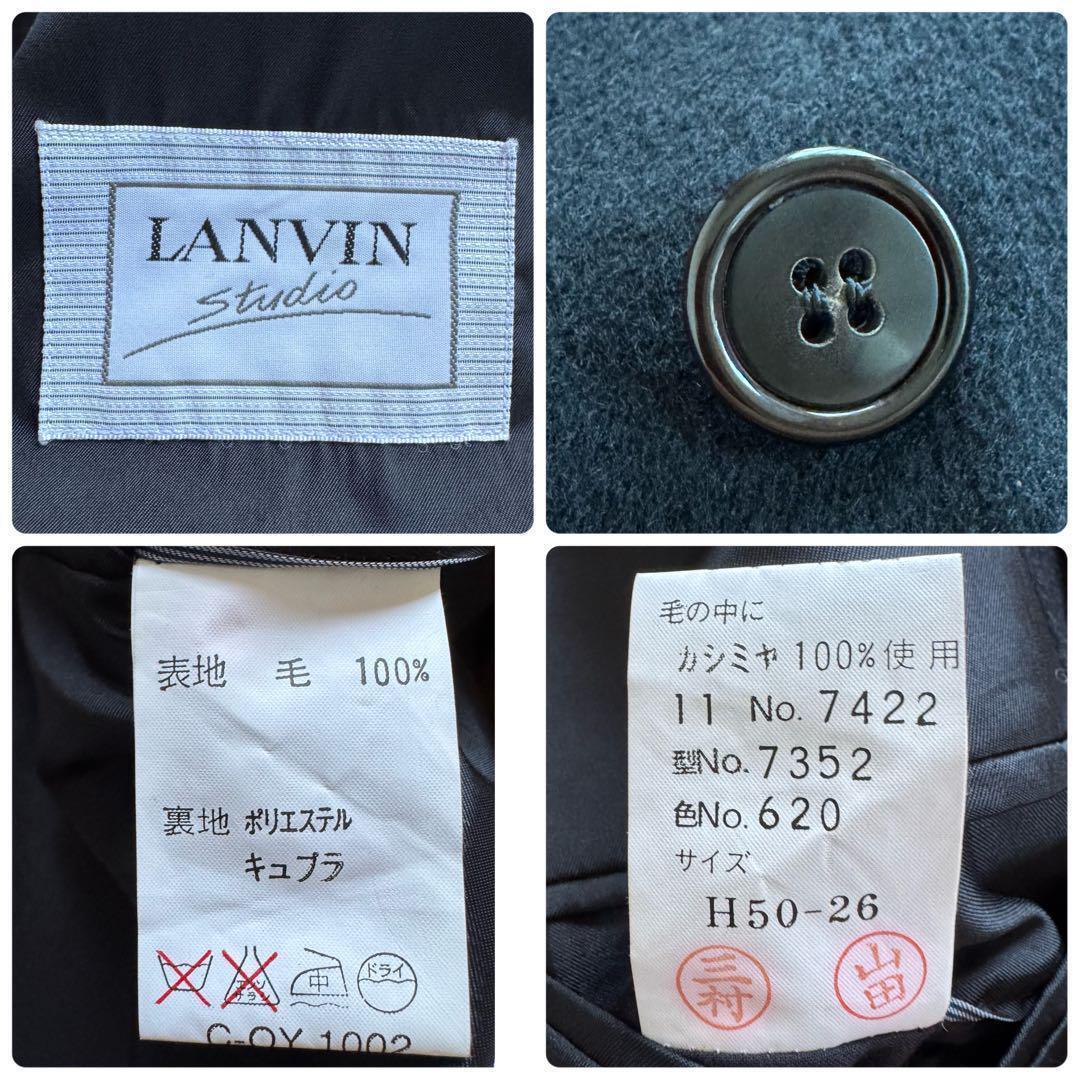 LANVIN
Studio
表地 毛 100%
裏地 ポリエステル
キュプラ
中
ドライ
C-OY 1002
毛の中に
カシミヤ 100%使用
11 No. 7422
型No. 7352
色No. 620
サイズ
H50-26
三村
山田